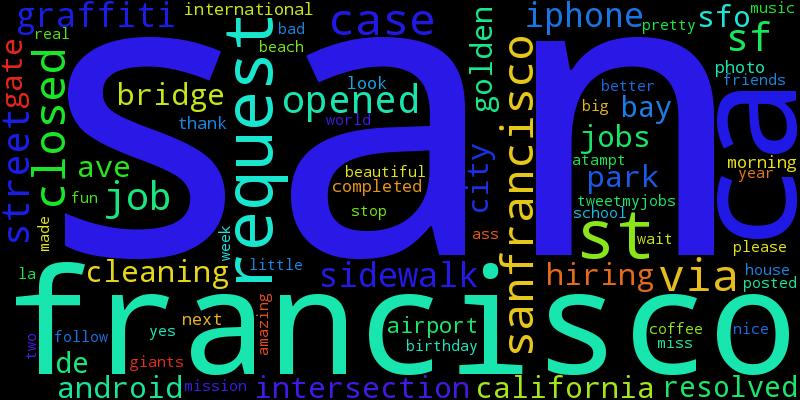 graffiti
international
case
iphone
sfo
music
real
bad
beach
pretty
sf
gate
closed
request
golden
photo
friends
san
bridge
look
opened
better
big
bay
thank
world
sanfrancisco
ca
street
ave
jobs
atampt
morning
year
beautiful
completed
city
park
fun
job
stop
tweetmyjobs
school
st
wait
made
week
ass
please
la
cleaning
little
sidewalk
hiring
via
house
posted
francisco
two
follow
yes
next
amazing
airport
birthday
coffee
miss
nice
de
giants
android
mission
intersection
california
resolved